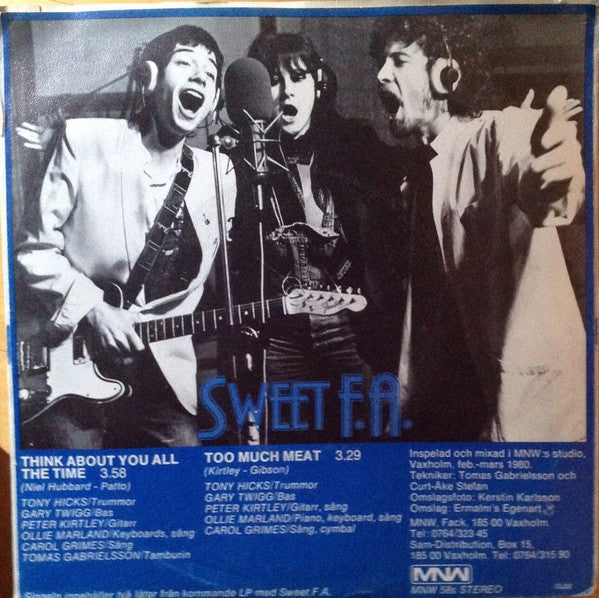 SWEET F.A.
THINK ABOUT YOU ALL
THE TIME 3.58
(Niel Hubbard - Patto)
TONY HICKS/Trummor
GARY TWIGG/Bas
PETER KIRTLEY/Gitarr
OLLIE MARLAND/Keyboards, sång
CAROL GRIMES/Sång
TOMAS GABRIELSSON/Tamburin
TOO MUCH MEAT 3.29
(Kirtley - Gibson)
TONY HICKS/Trummor
GARY TWIGG/Bas
PETER KIRTLEY/Gitarr, sång
OLLIE MARLAND/Piano, keyboard, sång
CAROL GRIMES/Sång, cymbal
Inspelad och mixad i MNW:s studio,
Vaxholm, feb.-mars 1980.
Tekniker: Tomas Gabrielsson och
Curt-Åke Stefan
Omslagsfoto: Kerstin Karlsson
Omslag: Ermalm's Egenart
MNW, Fack, 185 00 Vaxholm.
Tel: 0764/323 45
Sam-Distribution, Box 15,
185 00 Vaxholm. Tel: 0764/315 90
MNW
MNW 58s STEREO
Singeln innehåller två låtar från kommande LP med Sweet F.A.